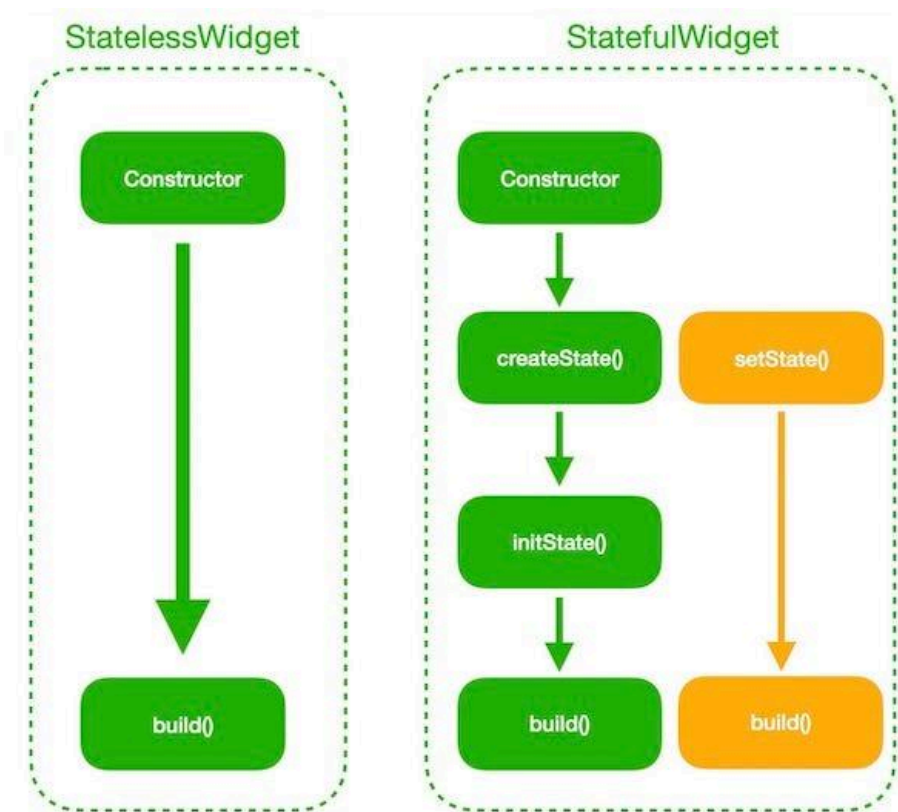 StatelessWidget
Constructor
build()
StatefulWidget
Constructor
createState()
initState()
build()
setState()
build()